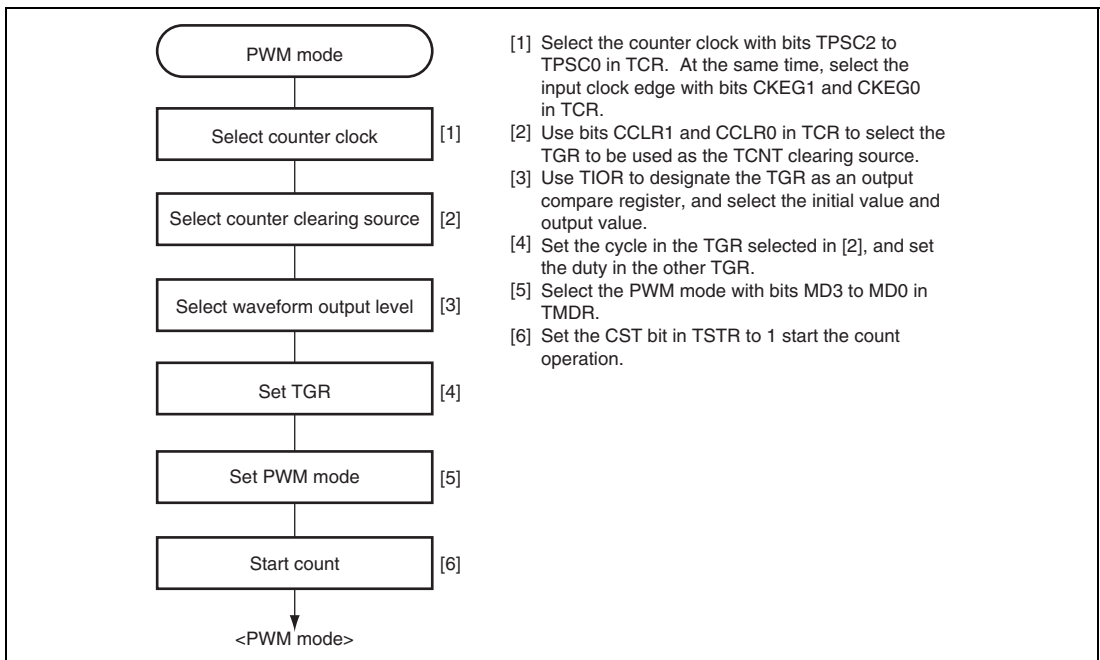 PWM mode
Select counter clock
[1]
Select counter clearing source
[2]
Select waveform output level
[3]
Set TGR
[4]
Set PWM mode
[5]
Start count
[6]
<PWM mode>
[1] Select the counter clock with bits TPSC2 to
TPSC0 in TCR. At the same time, select the
input clock edge with bits CKEG1 and CKEG0
in TCR.
[2] Use bits CCLR1 and CCLR0 in TCR to select the
TGR to be used as the TCNT clearing source.
[3] Use TIOR to designate the TGR as an output
compare register, and select the initial value and
output value.
[4] Set the cycle in the TGR selected in [2], and set
the duty in the other TGR.
[5] Select the PWM mode with bits MD3 to MD0 in
TMDR.
[6] Set the CST bit in TSTR to 1 start the count
operation.